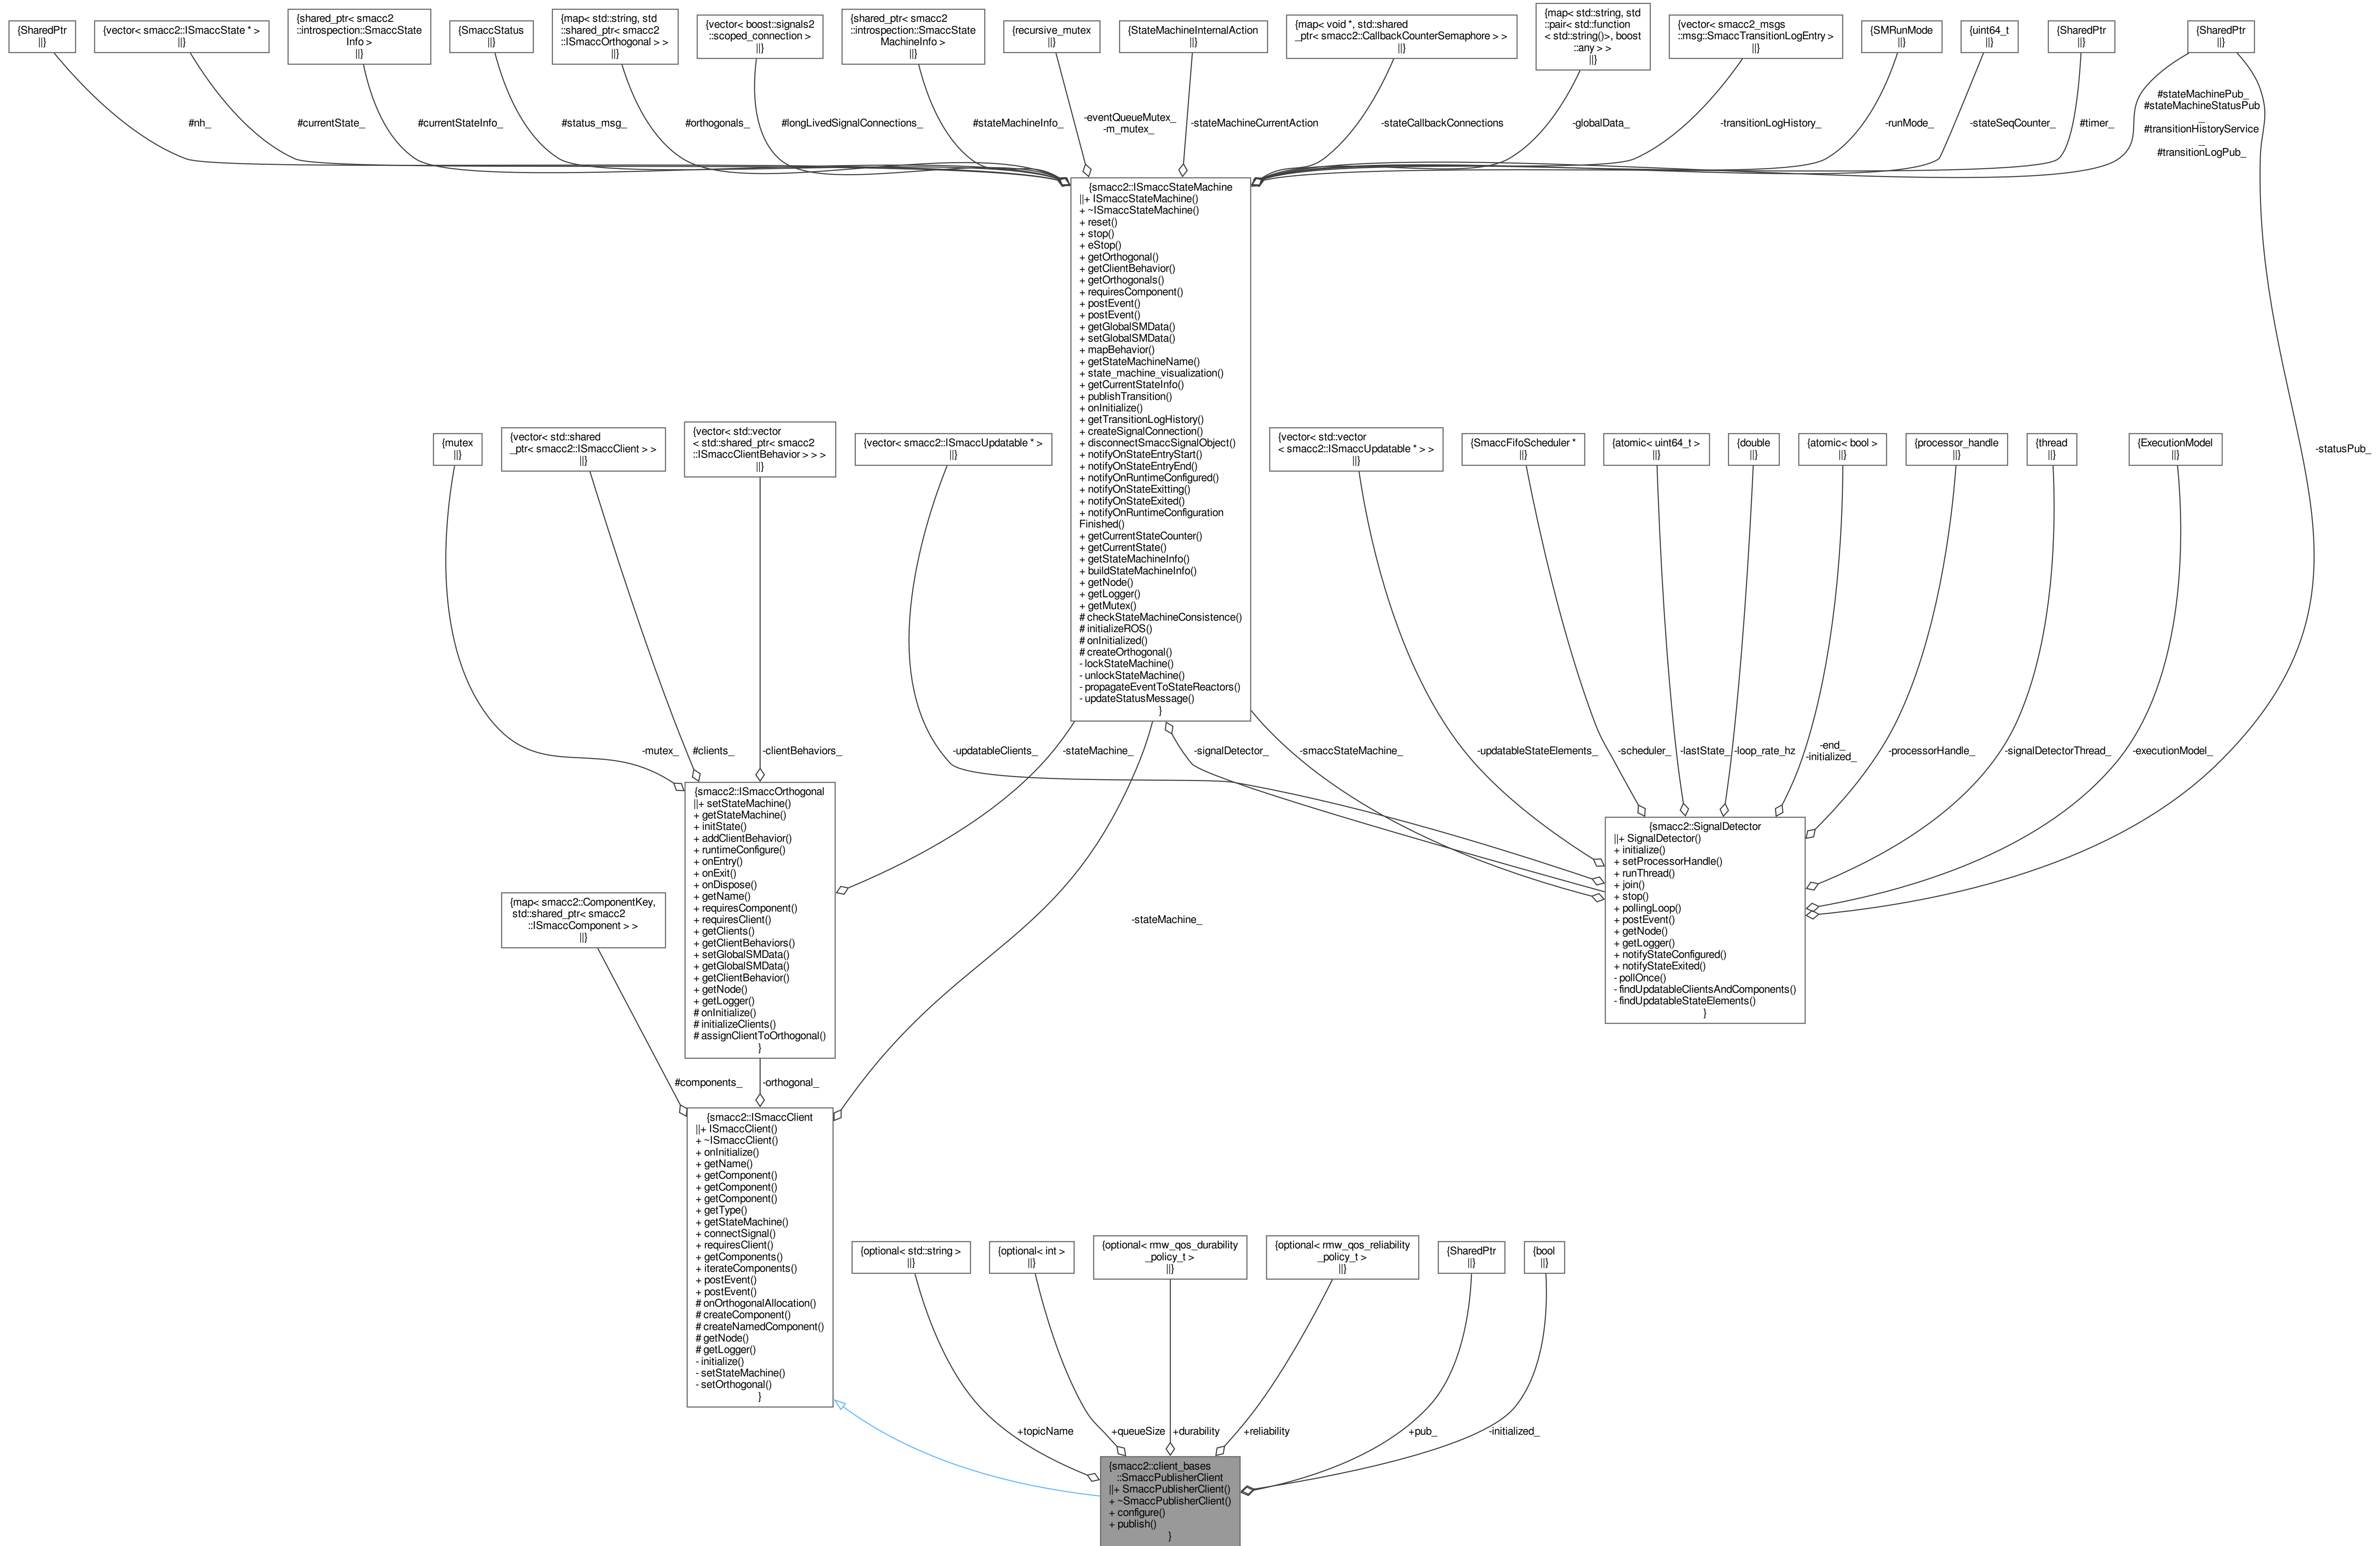 {SharedPtr
||}
{vector< smacc2::ISmaccState * >
||}
{shared_ptr< smacc2
::introspection::SmaccState
Info >
||}
{SmaccStatus
||}
{map< std::string, std
::shared_ptr< smacc2
::ISmaccOrthogonal > >
||}
{vector< boost::signals2
::scoped_connection >
||}
{shared_ptr< smacc2
::introspection::SmaccState
MachineInfo >
||}
{recursive_mutex
||}
{StateMachineInternalAction
||}
{map< void *, std::shared
_ptr< smacc2::CallbackCounterSemaphore > >
||}
{map< std::string, std
::pair< std::function
< std::string()>, boost
::any > >
||}
{vector< smacc2_msgs
::msg::SmaccTransitionLogEntry >
||}
{SMRunMode
||}
{uint64_t
||}
{SharedPtr
||}
{SharedPtr
||}
#nh_
#currentState_
#currentStateInfo_
#status_msg_
#orthogonals_
#longLivedSignalConnections_
#stateMachineInfo_
-eventQueueMutex_
-m_mutex_
-stateMachineCurrentAction
-stateCallbackConnections
-globalData_
-transitionLogHistory_
-runMode_
-stateSeqCounter_
#timer_
#stateMachinePub_
#stateMachineStatusPub
_
#transitionHistoryService
_
#transitionLogPub_
{smacc2::ISmaccStateMachine
||+ ISmaccStateMachine()
+ ~ISmaccStateMachine()
+ reset()
+ stop()
+ eStop()
+ getOrthogonal()
+ getClientBehavior()
+ getOrthogonals()
+ requiresComponent()
+ postEvent()
+ postEvent()
+ getGlobalSMData()
+ setGlobalSMData()
+ mapBehavior()
+ getStateMachineName()
+ state_machine_visualization()
+ getCurrentStateInfo()
+ publishTransition()
+ onInitialize()
+ getTransitionLogHistory()
+ createSignalConnection()
+ disconnectSmaccSignalObject()
+ notifyOnStateEntryStart()
+ notifyOnStateEntryEnd()
+ notifyOnRuntimeConfigured()
+ notifyOnStateExitting()
+ notifyOnStateExited()
+ notifyOnRuntimeConfiguration
Finished()
+ getCurrentStateCounter()
+ getCurrentState()
+ getStateMachineInfo()
+ buildStateMachineInfo()
+ getNode()
+ getLogger()
+ getMutex()
# checkStateMachineConsistence()
# initializeROS()
# onInitialized()
# createOrthogonal()
- lockStateMachine()
- unlockStateMachine()
- propagateEventToStateReactors()
- updateStatusMessage()
}
{mutex
||}
{vector< std::shared
_ptr< smacc2::ISmaccClient > >
||}
{vector< std::vector
< std::shared_ptr< smacc2
::ISmaccClientBehavior > > >
||}
{vector< smacc2::ISmaccUpdatable * >
||}
{vector< std::vector
< smacc2::ISmaccUpdatable * > >
||}
{SmaccFifoScheduler *
||}
{atomic< uint64_t >
||}
{double
||}
{atomic< bool >
||}
{processor_handle
||}
{thread
||}
{ExecutionModel
||}
-statusPub_
-mutex_
#clients_
-clientBehaviors_
-updatableClients_
-stateMachine_
-signalDetector_
-smaccStateMachine_
-updatableStateElements_
-scheduler_
-lastState_
-loop_rate_hz
-end_
-initialized_
-processorHandle_
-signalDetectorThread_
-executionModel_
{smacc2::ISmaccOrthogonal
||+ setStateMachine()
+ getStateMachine()
+ initState()
+ addClientBehavior()
+ runtimeConfigure()
+ onEntry()
+ onExit()
+ onDispose()
+ getName()
+ requiresComponent()
+ requiresClient()
+ getClients()
+ getClientBehaviors()
+ setGlobalSMData()
+ getGlobalSMData()
+ getClientBehavior()
+ getNode()
+ getLogger()
# onInitialize()
# initializeClients()
# assignClientToOrthogonal()
}
{smacc2::SignalDetector
||+ SignalDetector()
+ initialize()
+ setProcessorHandle()
+ runThread()
+ join()
+ stop()
+ pollingLoop()
+ postEvent()
+ getNode()
+ getLogger()
+ notifyStateConfigured()
+ notifyStateExited()
- pollOnce()
- findUpdatableClientsAndComponents()
- findUpdatableStateElements()
}
{map< smacc2::ComponentKey,
std::shared_ptr< smacc2
::ISmaccComponent > >
||}
-stateMachine_
#components_
-orthogonal_
{smacc2::ISmaccClient
||+ ISmaccClient()
+ ~ISmaccClient()
+ onInitialize()
+ getName()
+ getComponent()
+ getComponent()
+ getComponent()
+ getType()
+ getStateMachine()
+ connectSignal()
+ requiresClient()
+ getComponents()
+ iterateComponents()
+ postEvent()
+ postEvent()
# onOrthogonalAllocation()
# createComponent()
# createNamedComponent()
# getNode()
# getLogger()
- initialize()
- setStateMachine()
- setOrthogonal()
}
{optional< std::string >
||}
{optional< int >
||}
{optional< rmw_qos_durability
_policy_t >
||}
{optional< rmw_qos_reliability
_policy_t >
||}
{SharedPtr
||}
{bool
||}
+topicName
+queueSize
+durability
+reliability
+pub_
-initialized_
{smacc2::client_bases
::SmaccPublisherClient
||+ SmaccPublisherClient()
+ ~SmaccPublisherClient()
+ configure()
+ publish()
}